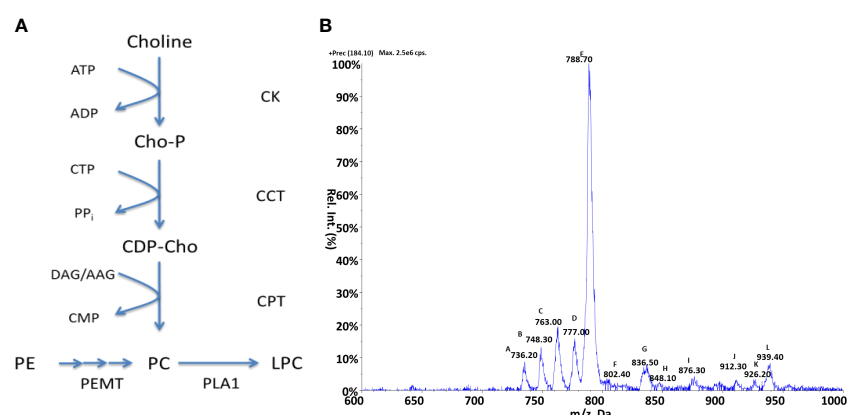 A
Choline
ATP
ADP
CK
Cho-P
CTP
PPi
CCT
CDP-Cho
DAG/AAG
CMP
CPT
PE
PEMT
PC
PLA1
LPC
B
+Prec (184.10) Max. 2.5e6 cps.
Rel. Int. (%)
100%
90%
80%
70%
60%
50%
40%
30%
20%
10%
0%
A
736.20
B
748.30
C
763.00
D
777.00
E
788.70
F
802.40
G
836.50
H
848.10
I
876.30
J
912.30
K
926.20
L
939.40
600 650 700 750 800 850 900 950 1000
m/z, Da